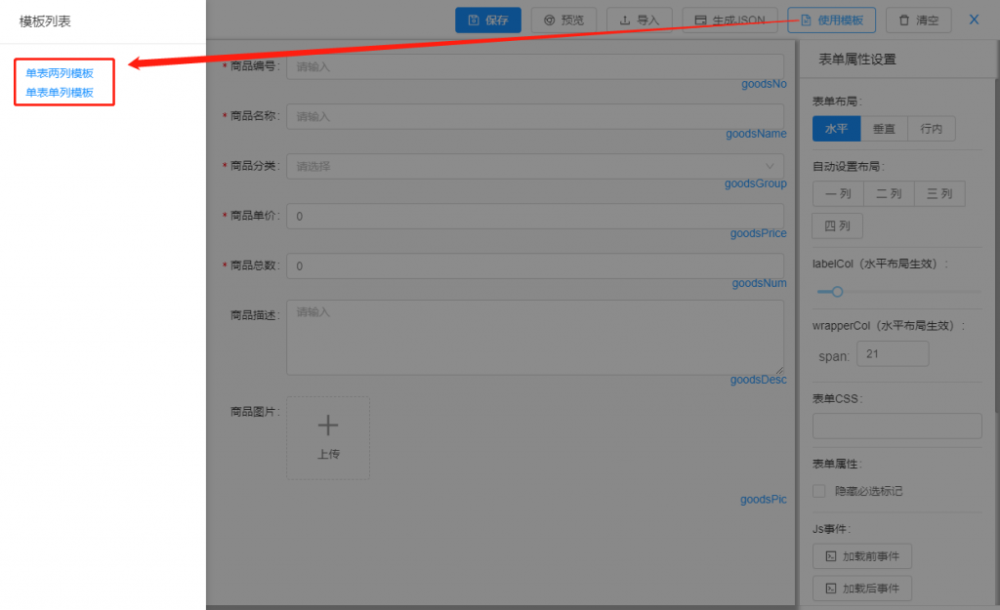 模板列表
单表两列模板
单表单列模板
保存
预览
导入
生成JSON
使用模板
清空
X
* 商品编号:
请输入
goodsNo
* 商品名称:
请输入
goodsName
* 商品分类:
请选择
goodsGroup
* 商品单价:
0
goodsPrice
* 商品总数:
0
goodsNum
商品描述:
请输入
goodsDesc
商品图片:
上传
goodsPic
表单属性设置
表单布局:
水平 垂直 行内
自动设置布局:
一 列 二 列 三 列
四 列
labelCol（水平布局生效）:
wrapperCol（水平布局生效）:
span: 21
表单CSS:
表单属性:
隐藏必选标记
Js事件:
加载前事件
加载后事件